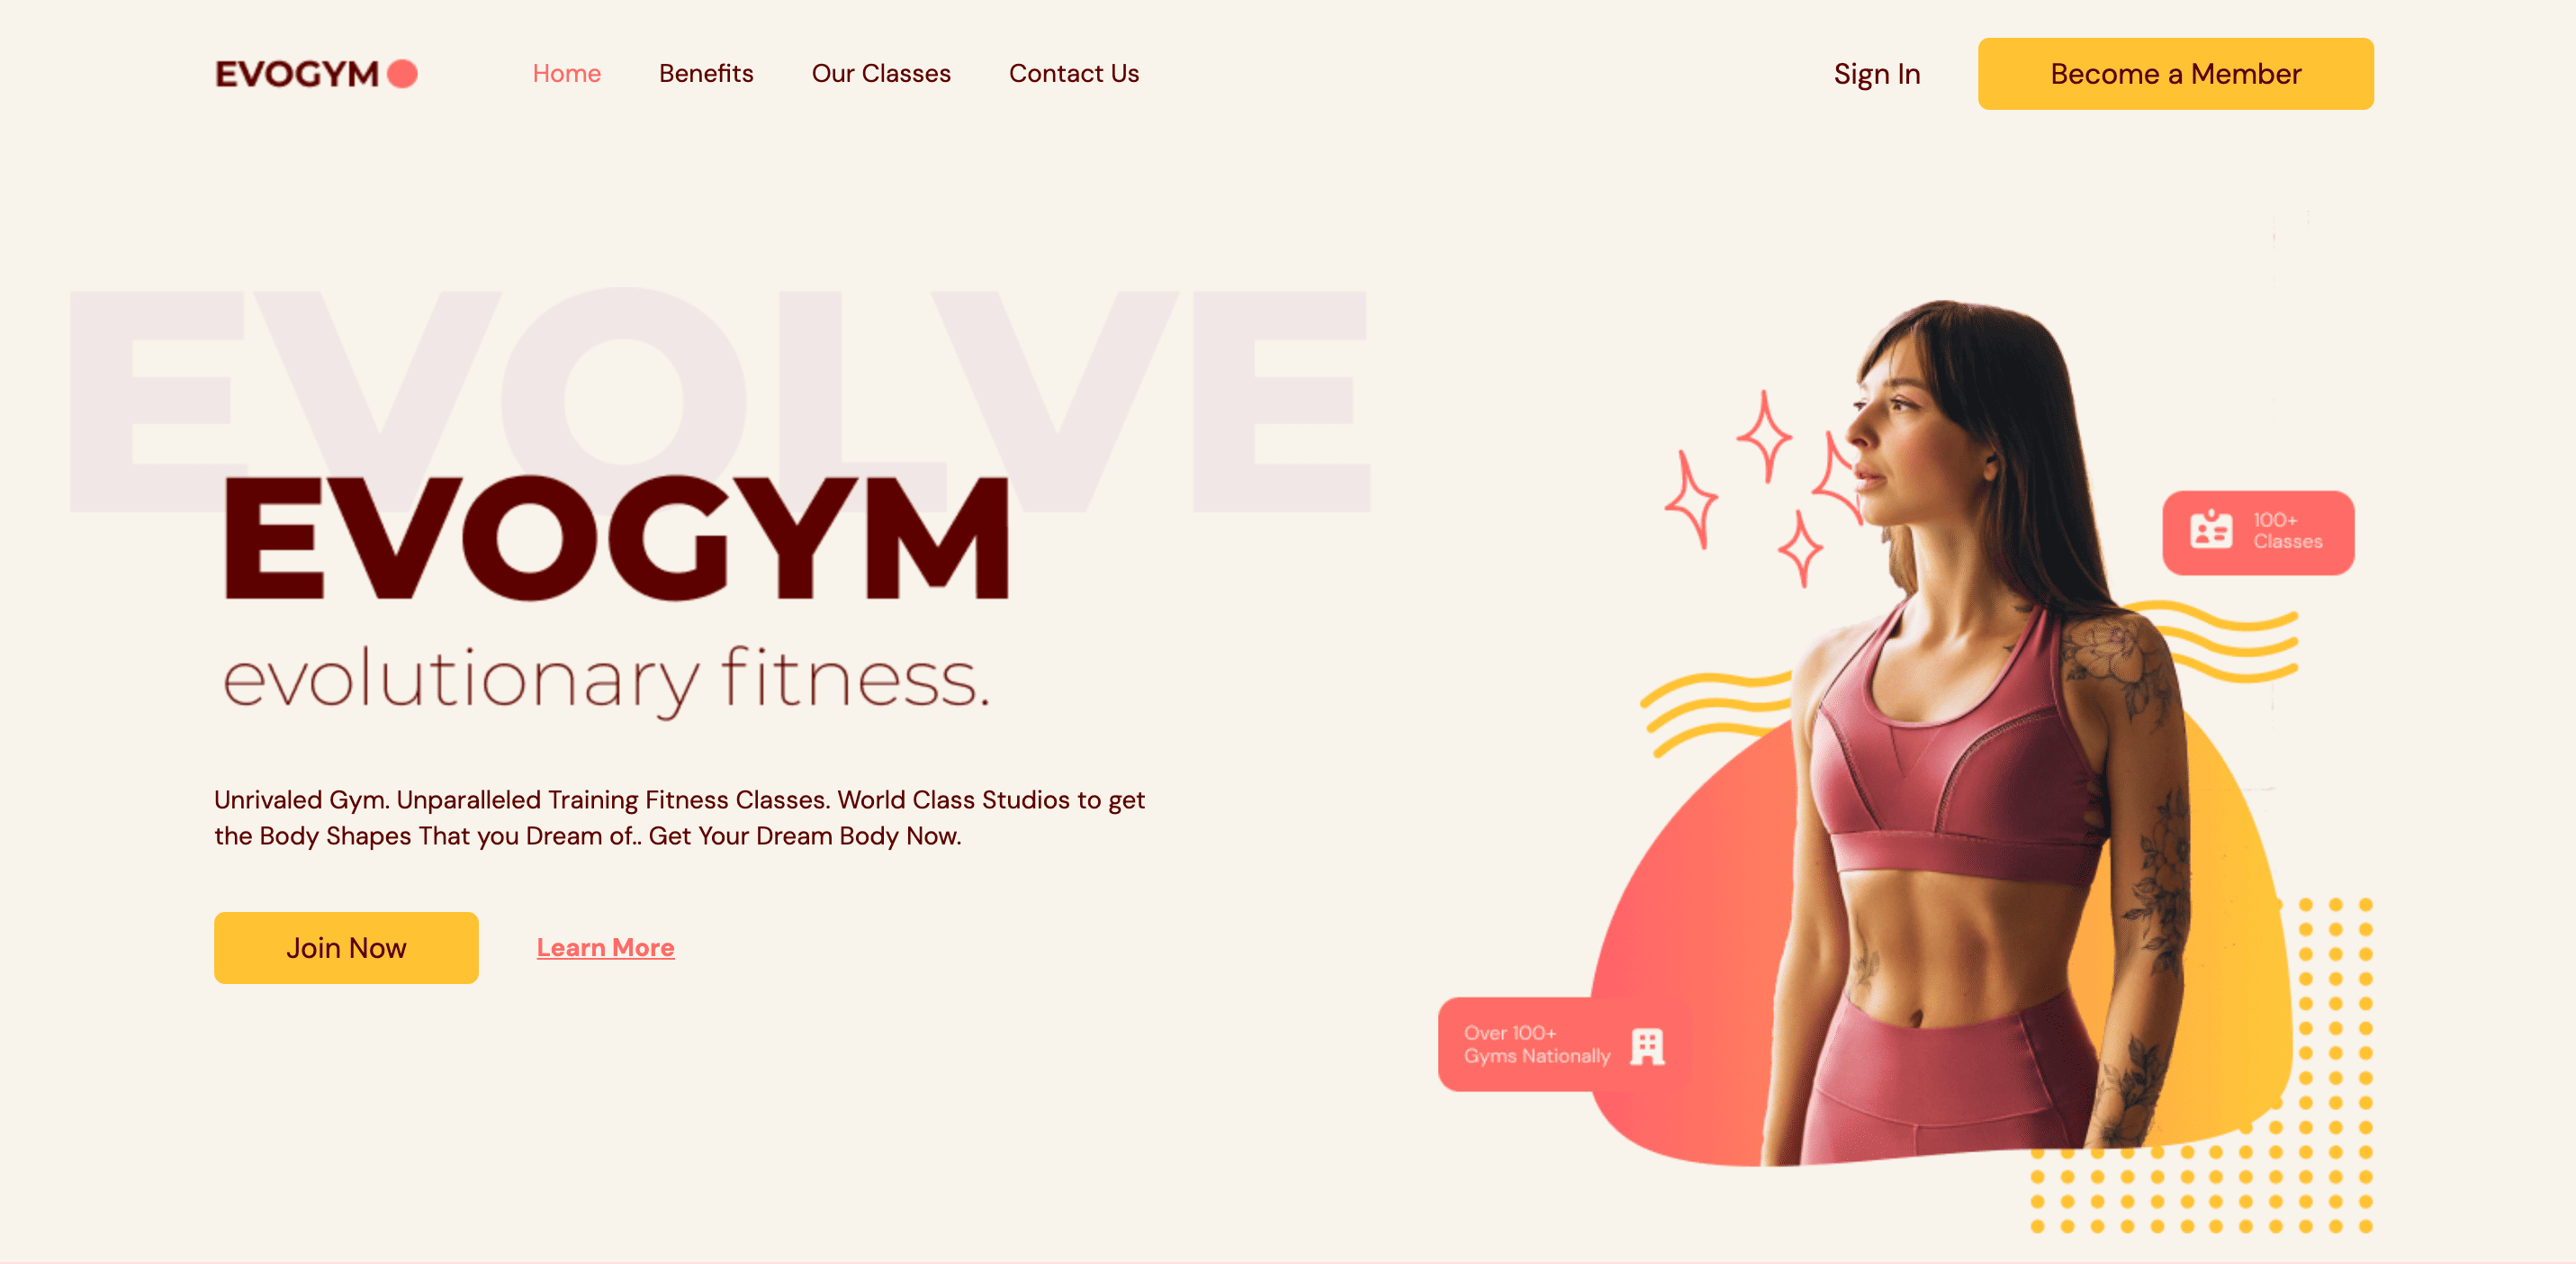 EVOGYM
Home
Benefits
Our Classes
Contact Us
Sign In
Become a Member
EVOLVE
EVOGYM
evolutionary fitness.
Unrivaled Gym. Unparalleled Training Fitness Classes. World Class Studios to get
the Body Shapes That you Dream of.. Get Your Dream Body Now.
Join Now
Learn More
100+
Classes
Over 100+
Gyms Nationally